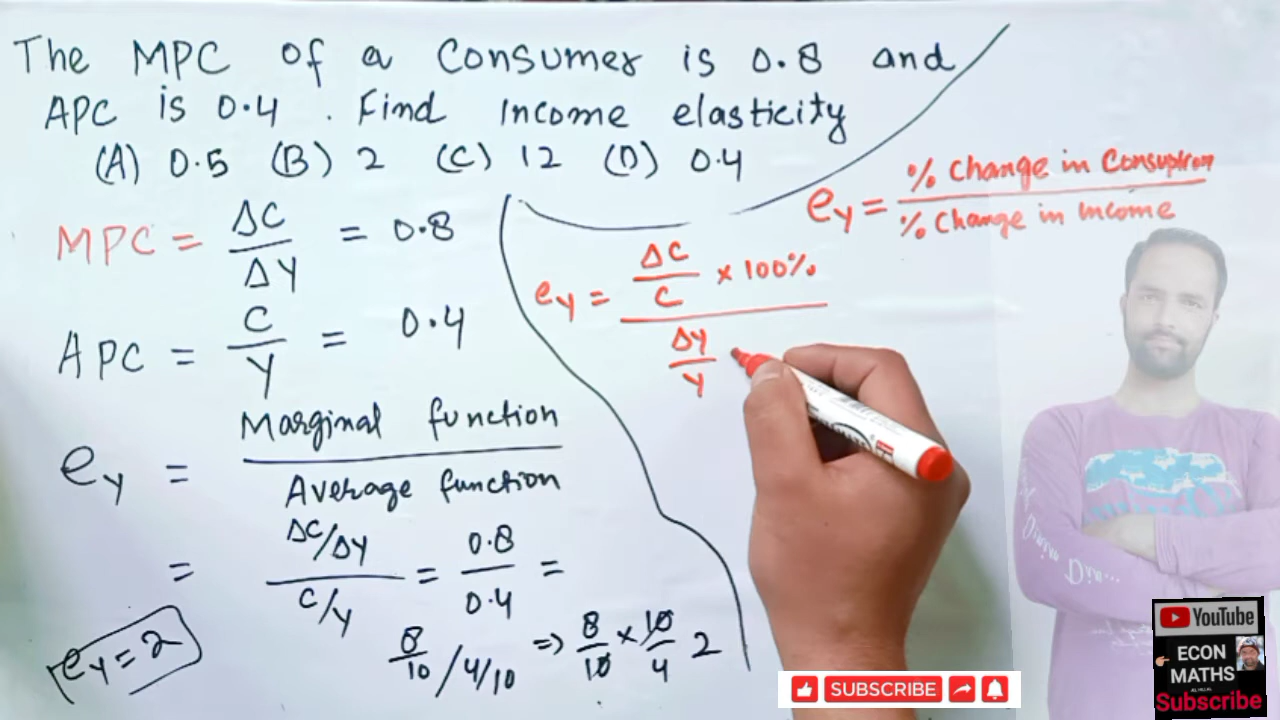 The MPC of a Consumer is 0.8 and
APC is 0.4 . Find Income elasticity
(A) 0.5 (B) 2 (C) 12 (D) 0.4
MPC = ΔC/ΔY = 0.8
APC = C/Y = 0.4
ey = Marginal function
Average function
= ΔC/ΔY / C/Y = 0.8/0.4 =
8/10 / 4/10 => 8/10 × 10/4 2
ey = 2
ey = % Change in Consuption
% Change in Income
ey = ΔC/C × 100%
ΔY/Y
YouTube
ECON
MATHS
Subscribe
SUBSCRIBE